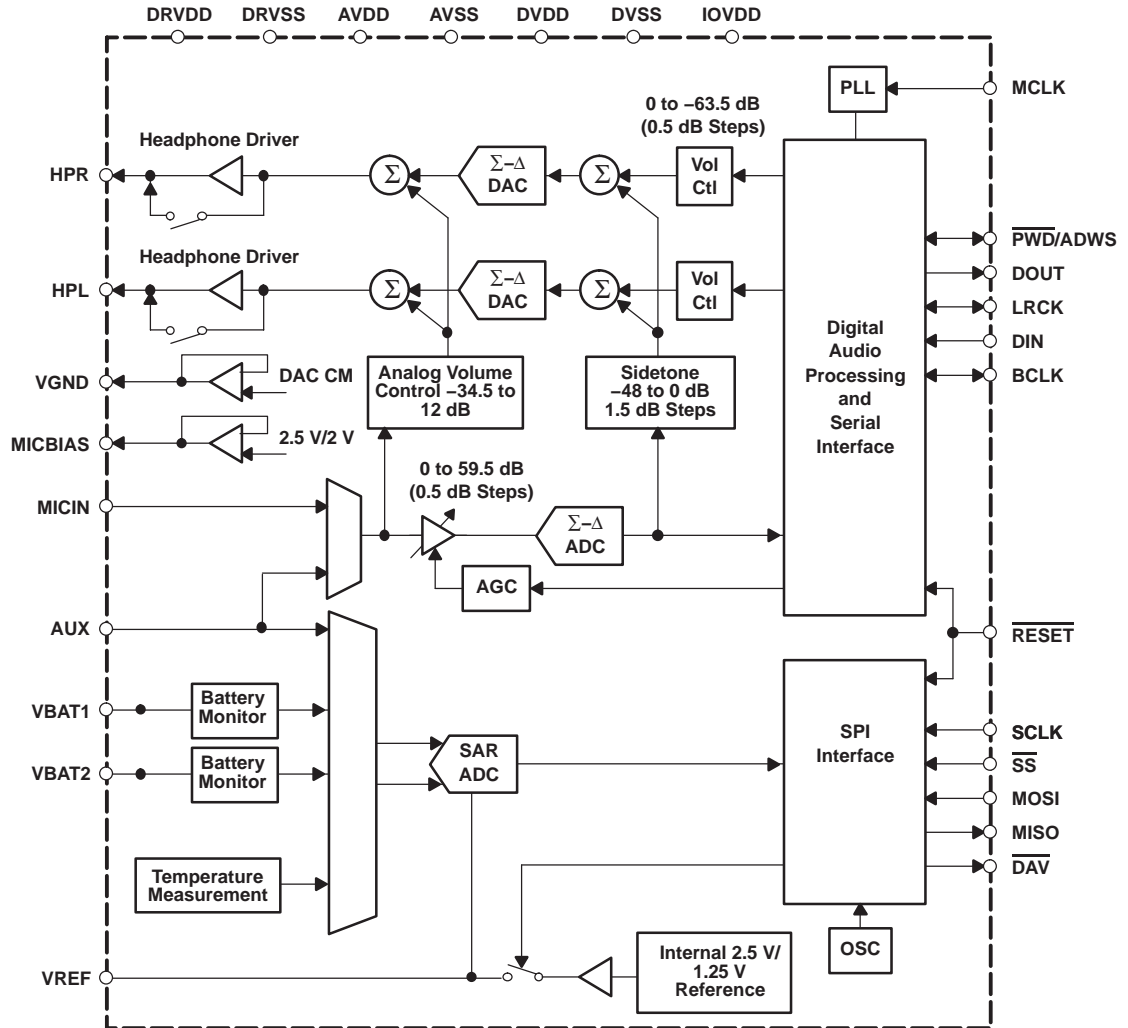 DRVDD DRVSS AVDD AVSS DVDD DVSS IOVDD
PLL
MCLK
0 to −63.5 dB
(0.5 dB Steps)
Headphone Driver
HPR
Σ
Σ−Δ
DAC
Σ
Vol
Ctl
PWD/ADWS
DOUT
Headphone Driver
HPL
Σ
Σ−Δ
DAC
Σ
Vol
Ctl
LRCK
DIN
BCLK
Digital
Audio
Processing
and
Serial
Interface
VGND
DAC CM
Analog Volume
Control −34.5 to
12 dB
Sidetone
−48 to 0 dB
1.5 dB Steps
MICBIAS
2.5 V/2 V
0 to 59.5 dB
(0.5 dB Steps)
MICIN
Σ−Δ
ADC
AGC
AUX
RESET
VBAT1
Battery
Monitor
VBAT2
Battery
Monitor
SAR
ADC
SPI
Interface
SCLK
SS
MOSI
MISO
DAV
Temperature
Measurement
OSC
VREF
Internal 2.5 V/
1.25 V
Reference